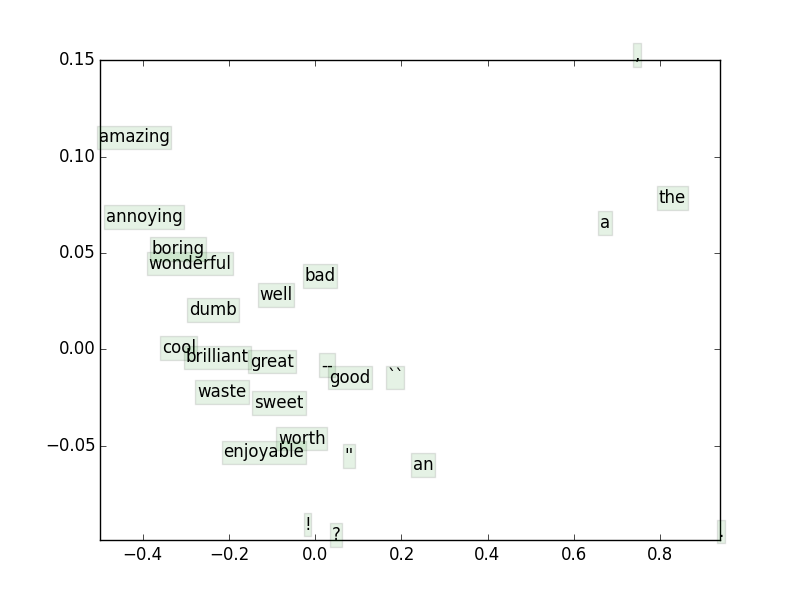 0.15
,
amazing
0.10
the
annoying
a
boring
0.05
wonderful
bad
well
dumb
0.00
cool
brilliant
great
--
good
``
waste
sweet
worth
−0.05
enjoyable
"
an
!
?
.
−0.4 −0.2 0.0 0.2 0.4 0.6 0.8